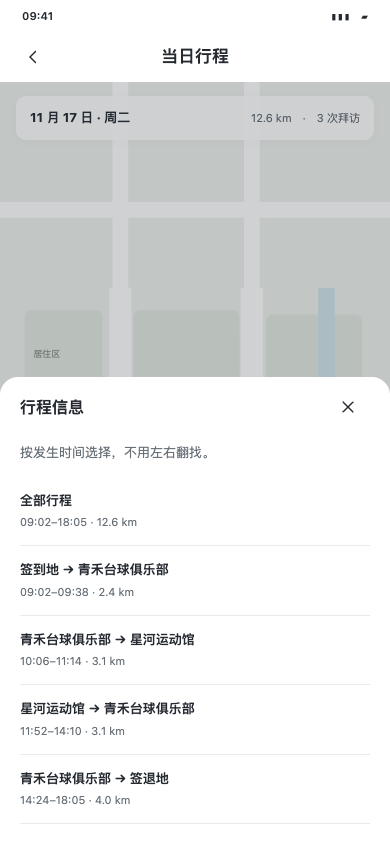 09:41
当日行程
11 月 17 日 · 周二 12.6 km · 3 次拜访
居住区
行程信息
按发生时间选择，不用左右翻找。
全部行程
09:02–18:05 · 12.6 km
签到地 → 青禾台球俱乐部
09:02–09:38 · 2.4 km
青禾台球俱乐部 → 星河运动馆
10:06–11:14 · 3.1 km
星河运动馆 → 青禾台球俱乐部
11:52–14:10 · 3.1 km
青禾台球俱乐部 → 签退地
14:24–18:05 · 4.0 km